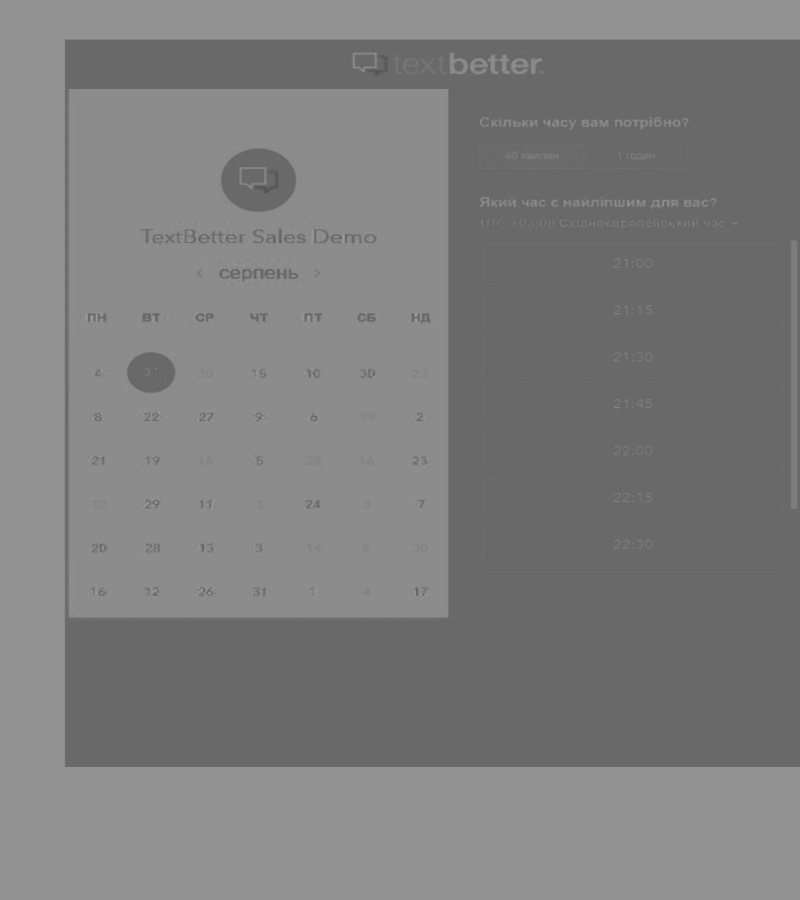 textbetter.
TextBetter Sales Demo
< серпень >
ПН ВТ СР ЧТ ПТ СБ НД
4 31 30 15 10 30 23
8 22 27 9 6 19 2
21 19 16 5 28 16 23
12 29 11 3 24 3 7
20 28 13 3 14 6 30
16 12 26 31 1 4 17
Скільки часу вам потрібно?
40 хвилин 1 годин
Який час є найліпшим для вас?
UTC +03:00 Східноєвропейський час
21:00
21:15
21:30
21:45
22:00
22:15
22:30